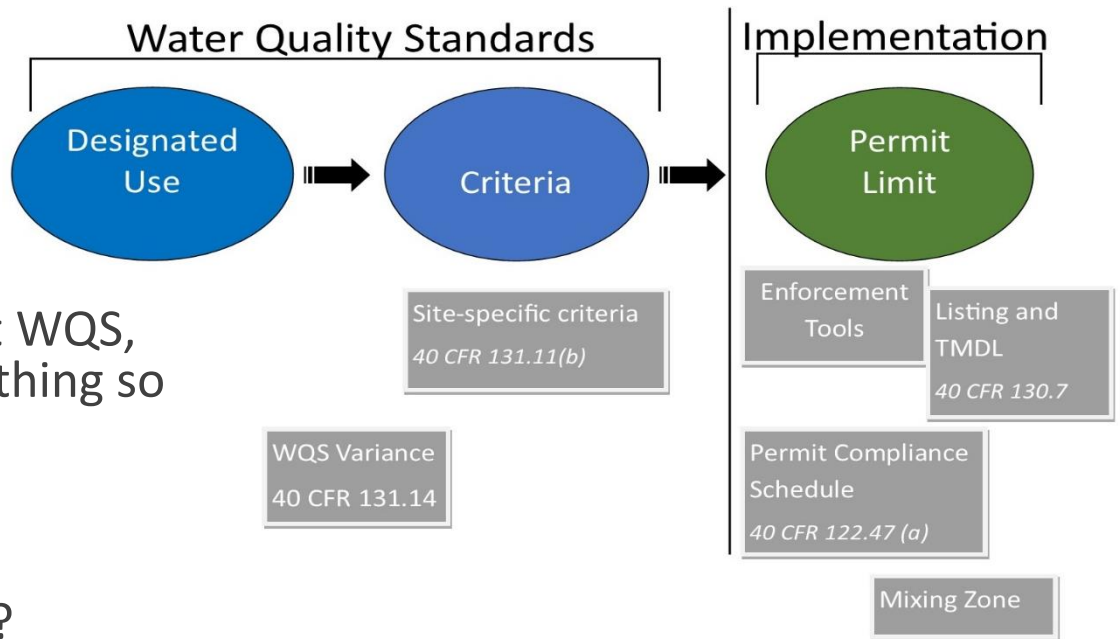 Water Quality Standards
Implementation
Designated
Use
Criteria
Permit
Limit
: WQS,
thing so
?
Site-specific criteria
40 CFR 131.11(b)
WQS Variance
40 CFR 131.14
Enforcement
Tools
Listing and
TMDL
40 CFR 130.7
Permit Compliance
Schedule
40 CFR 122.47 (a)
Mixing Zone